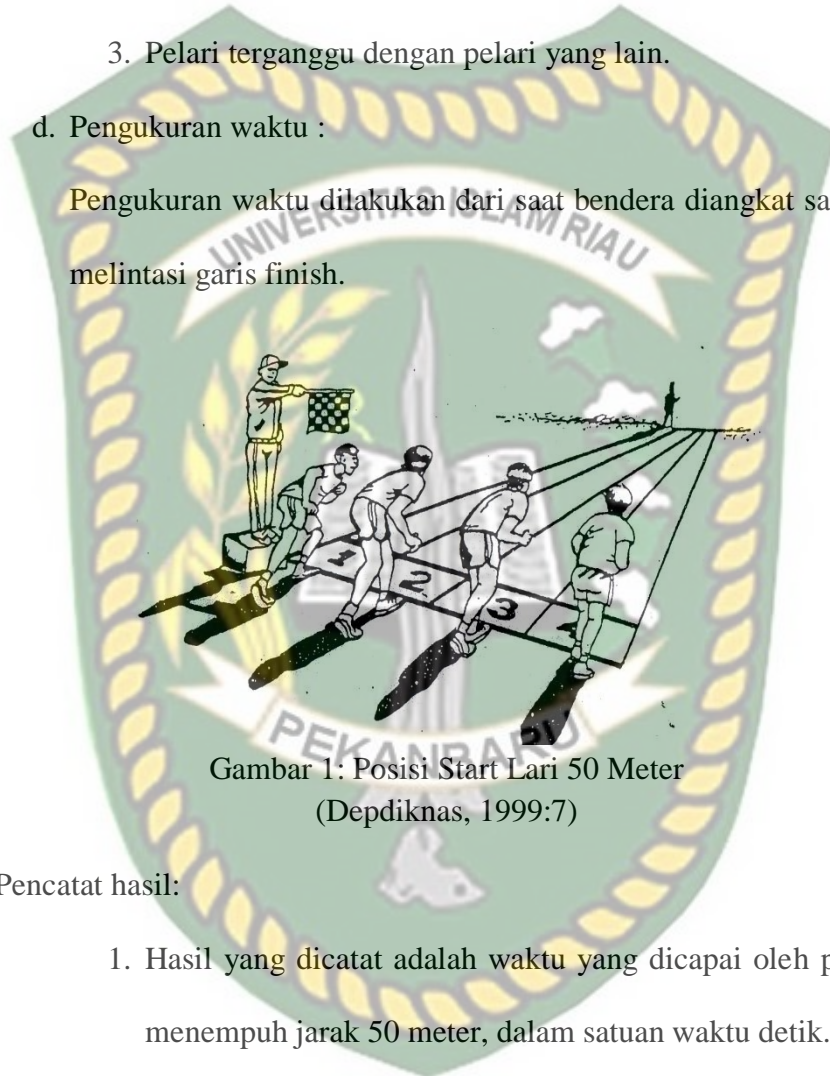 3. Pelari terganggu dengan pelari yang lain.
d. Pengukuran waktu :
Pengukuran waktu dilakukan dari saat bendera diangkat sa
UNIVERSITAS ISLAM RIAU
melintasi garis finish.
1 2 3
PEKANBARU
Gambar 1: Posisi Start Lari 50 Meter
(Depdiknas, 1999:7)
Pencatat hasil:
1. Hasil yang dicatat adalah waktu yang dicapai oleh p
menempuh jarak 50 meter, dalam satuan waktu detik.